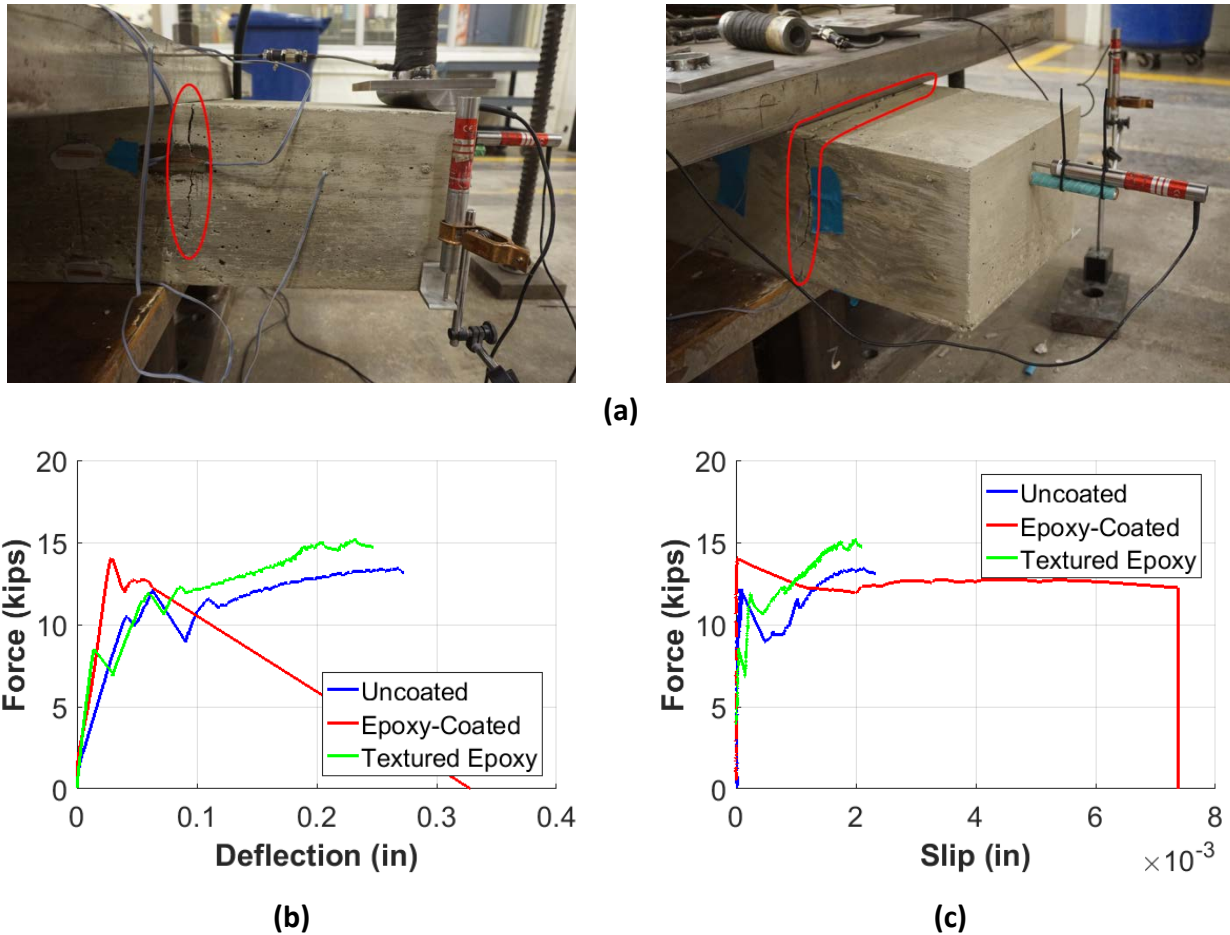 (a)
20
15
10
5
0
Force (kips)
0
0.1
0.2
0.3
0.4
Deflection (in)
Uncoated
Epoxy-Coated
Textured Epoxy
(b)
20
15
10
5
0
Force (kips)
0
2
4
6
8
Slip (in)
×10⁻³
Uncoated
Epoxy-Coated
Textured Epoxy
(c)